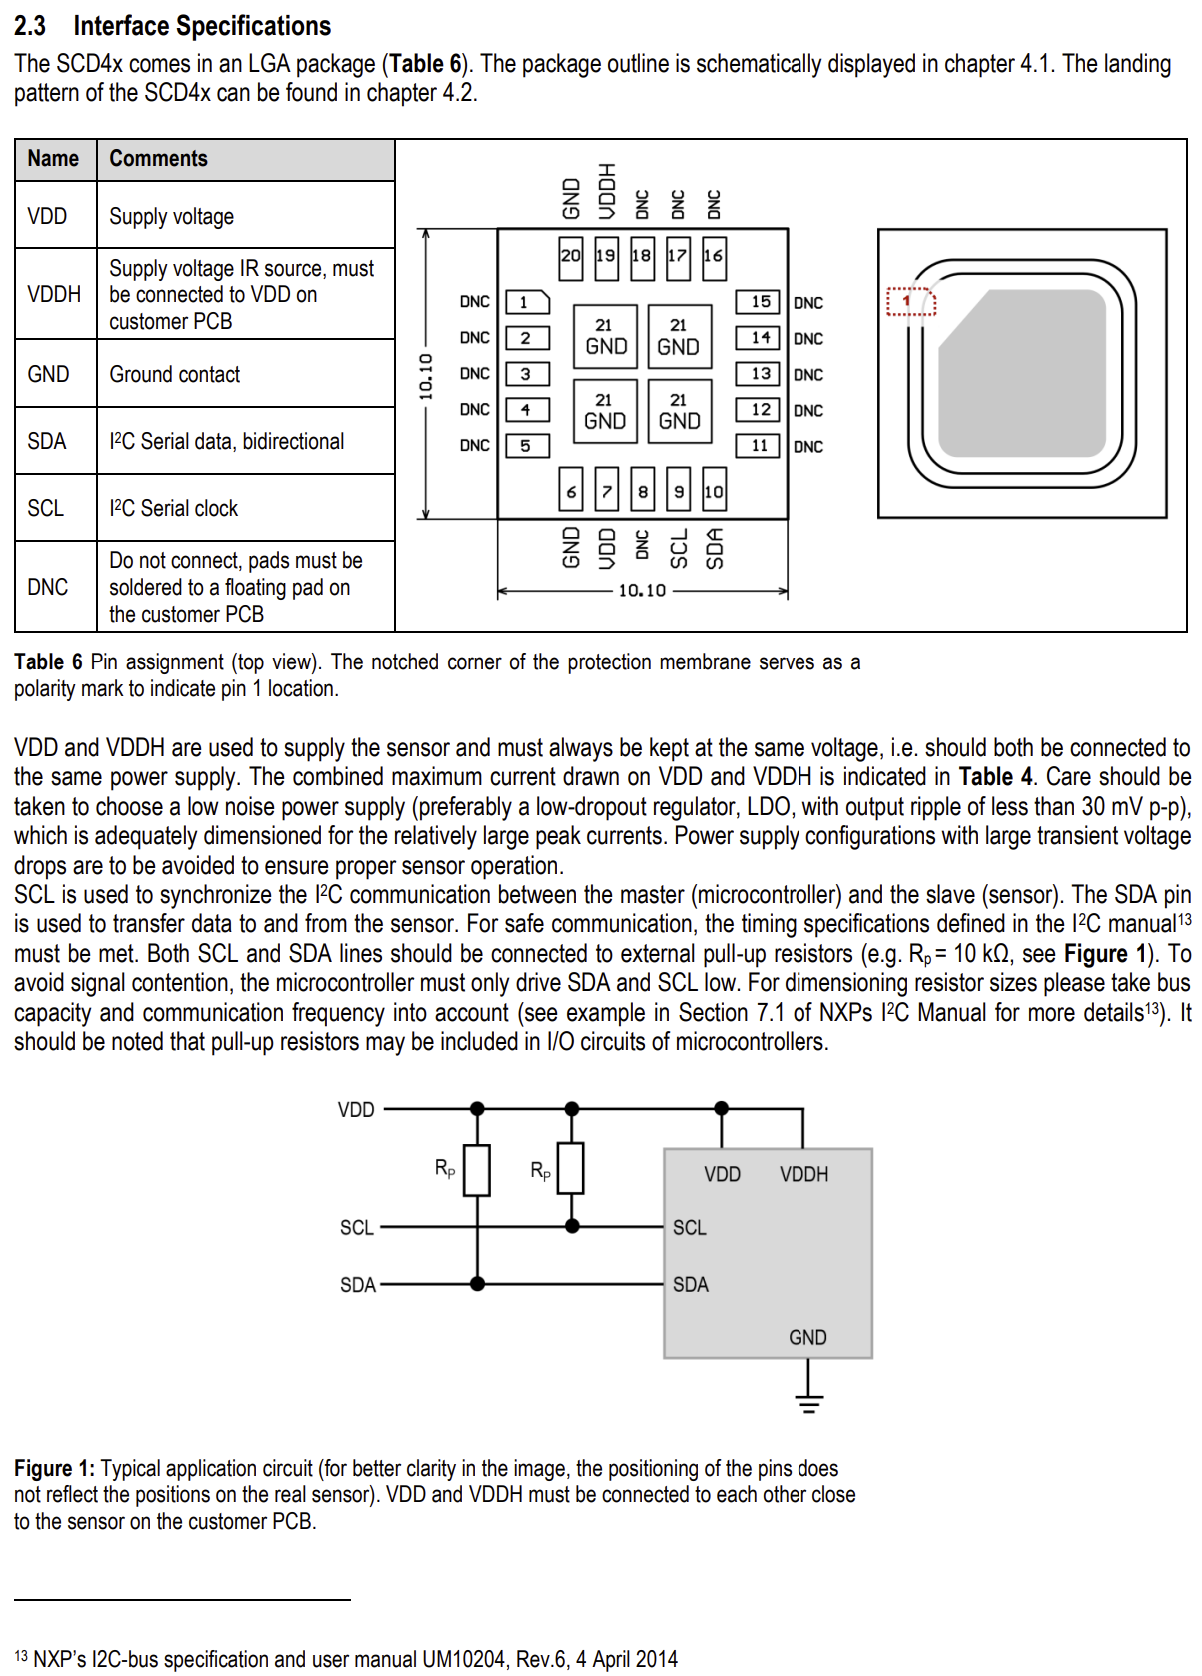 2.3 Interface Specifications
The SCD4x comes in an LGA package (Table 6). The package outline is schematically displayed in chapter 4.1. The landing
pattern of the SCD4x can be found in chapter 4.2.
Name Comments
VDD Supply voltage
VDDH Supply voltage IR source, must
be connected to VDD on
customer PCB
GND Ground contact
SDA I²C Serial data, bidirectional
SCL I²C Serial clock
DNC Do not connect, pads must be
soldered to a floating pad on
the customer PCB
GND VDDH DNC DNC DNC
20 19 18 17 16
DNC 1 15 DNC
DNC 2 21 GND 21 GND 14 DNC
DNC 3 13 DNC
DNC 4 21 GND 21 GND 12 DNC
DNC 5 11 DNC
6 7 8 9 10
GND VDD DNC SCL SDA
10.10
10.10
1
Table 6 Pin assignment (top view). The notched corner of the protection membrane serves as a
polarity mark to indicate pin 1 location.
VDD and VDDH are used to supply the sensor and must always be kept at the same voltage, i.e. should both be connected to
the same power supply. The combined maximum current drawn on VDD and VDDH is indicated in Table 4. Care should be
taken to choose a low noise power supply (preferably a low-dropout regulator, LDO, with output ripple of less than 30 mV p-p),
which is adequately dimensioned for the relatively large peak currents. Power supply configurations with large transient voltage
drops are to be avoided to ensure proper sensor operation.
SCL is used to synchronize the I²C communication between the master (microcontroller) and the slave (sensor). The SDA pin
is used to transfer data to and from the sensor. For safe communication, the timing specifications defined in the I²C manual¹³
must be met. Both SCL and SDA lines should be connected to external pull-up resistors (e.g. Rp = 10 kΩ, see Figure 1). To
avoid signal contention, the microcontroller must only drive SDA and SCL low. For dimensioning resistor sizes please take bus
capacity and communication frequency into account (see example in Section 7.1 of NXPs I²C Manual for more details¹³). It
should be noted that pull-up resistors may be included in I/O circuits of microcontrollers.
VDD
RP RP VDD VDDH
SCL SCL
SDA SDA
GND
Figure 1: Typical application circuit (for better clarity in the image, the positioning of the pins does
not reflect the positions on the real sensor). VDD and VDDH must be connected to each other close
to the sensor on the customer PCB.
¹³ NXP's I2C-bus specification and user manual UM10204, Rev.6, 4 April 2014